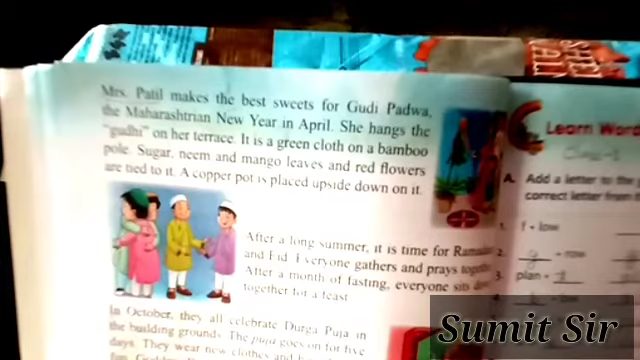 Mrs. Patil makes the best sweets for Gudi Padwa,
the Maharashtrian New Year in April. She hangs the
"gudhi" on her terrace. It is a green cloth on a bamboo
pole. Sugar, neem and mango leaves and red flowers
are tied to it. A copper pot is placed upside down on it.
After a long summer, it is time for
and Eid. Everyone gathers and prays
After a month of fasting, everyone sits
together for a feast
In October, they all celebrate Durga Puja in
the building grounds. The puja goes on for five
days. They wear new clothes and
Learn
A. Add a letter to the
correct letter from
1. f + low
2. + row
3. plan +
4.
Sumit Sir